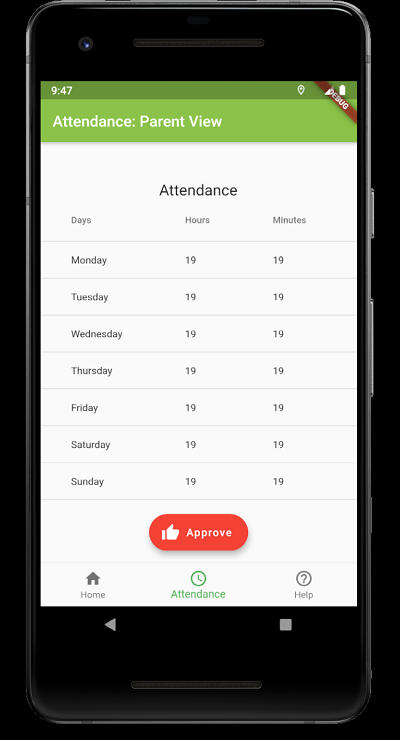 9:47
DEBUG
Attendance: Parent View
Attendance
Days Hours Minutes
Monday 19 19
Tuesday 19 19
Wednesday 19 19
Thursday 19 19
Friday 19 19
Saturday 19 19
Sunday 19 19
Approve
Home Attendance Help